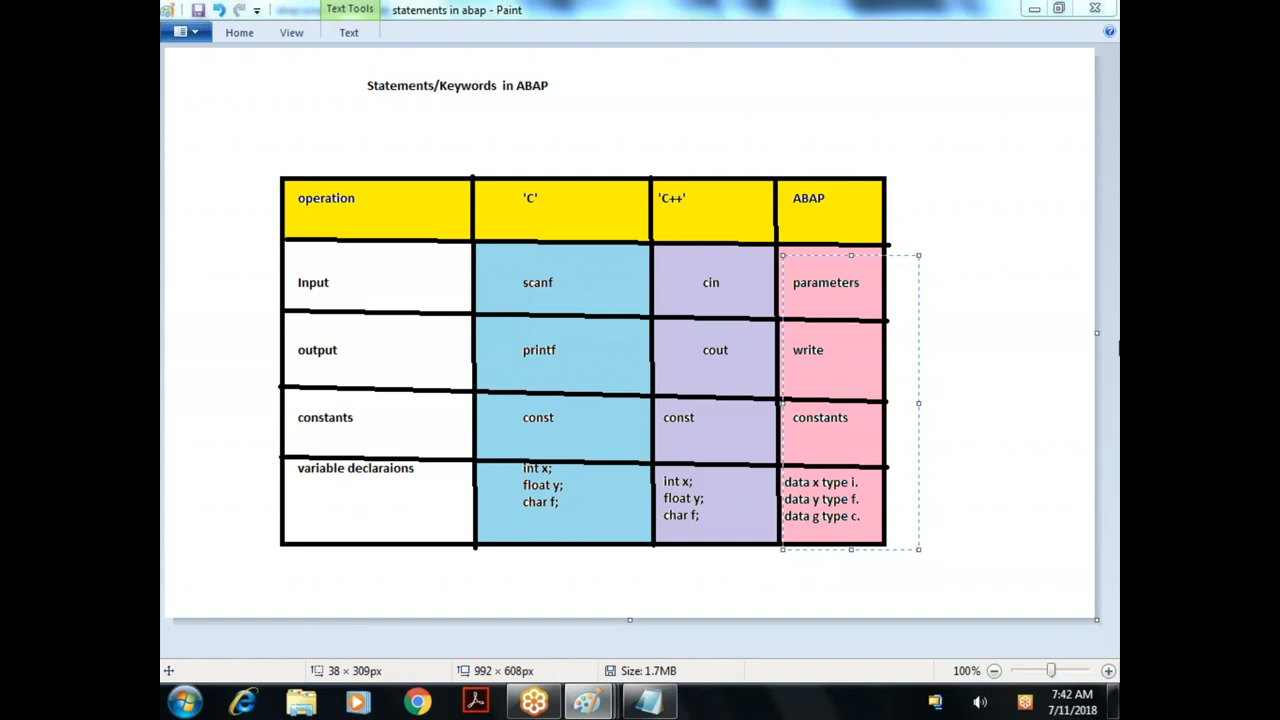 Text Tools
statements in abap - Paint
Home View Text
Statements/Keywords in ABAP
operation 'C' 'C++' ABAP
Input scanf cin parameters
output printf cout write
constants const const constants
variable declaraions
int x;
float y;
char f;
int x;
float y;
char f;
data x type i.
data y type f.
data g type c.
38 × 309px 992 × 608px Size: 1.7MB 100%
7:42 AM
7/11/2018